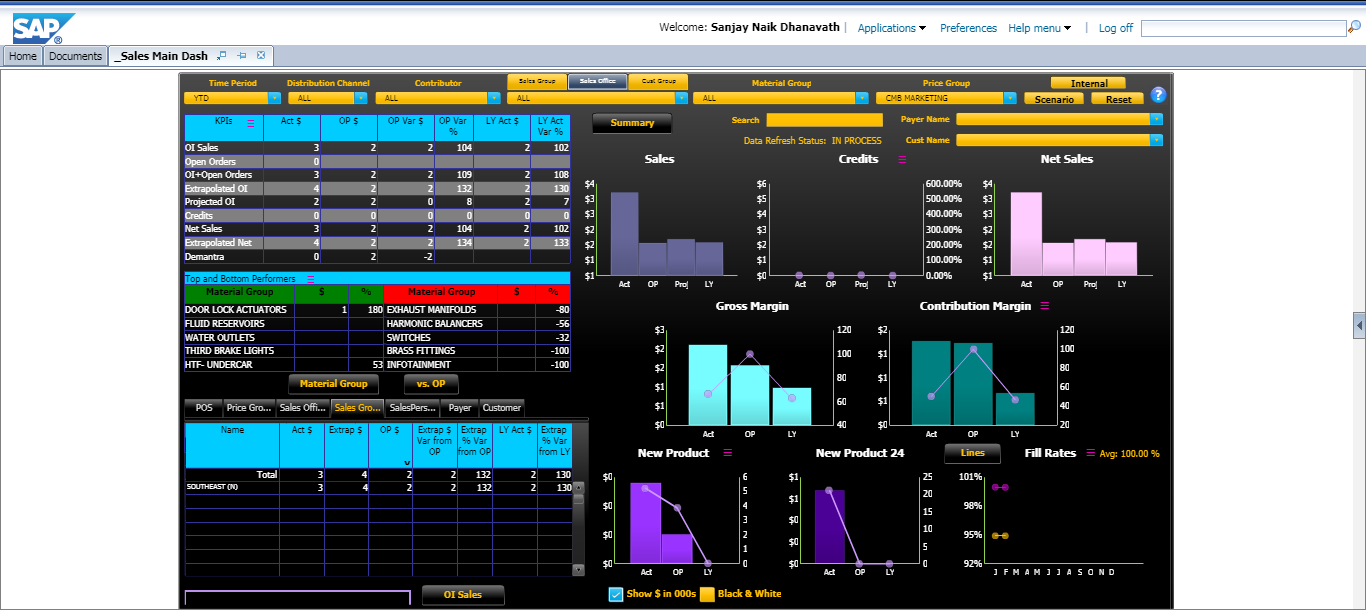 SAP ®
Welcome: Sanjay Naik Dhanavath | Applications Preferences Help menu | Log off
Home Documents _Sales Main Dash
Time Period Distribution Channel Contributor Sales Group Sales Office Cust Group Material Group Price Group Internal
YTD ALL ALL ALL ALL CMB MARKETING Scenario Reset ?
KPIs Act $ OP $ OP Var $ OP Var % LY Act $ LY Act Var %
OI Sales 3 2 2 104 2 102
Open Orders 0
OI+Open Orders 3 2 2 109 2 108
Extrapolated OI 4 2 2 132 2 130
Projected OI 2 2 0 8 2 7
Credits 0 0 0 0 0 0
Net Sales 3 2 2 104 2 102
Extrapolated Net 4 2 2 134 2 133
Demantra 0 2 -2
Summary Search Payer Name
Data Refresh Status: IN PROCESS Cust Name
Sales
$4
$3
$3
$2
$2
$1
$1
Act OP Proj LY
Credits
$6
$5
$4
$3
$2
$1
$0
600.00%
500.00%
400.00%
300.00%
200.00%
100.00%
0.00%
Act OP Proj LY
Net Sales
$4
$3
$3
$2
$2
$1
$1
Act OP Proj LY
Top and Bottom Performers
Material Group $ % Material Group $ %
DOOR LOCK ACTUATORS 1 180 EXHAUST MANIFOLDS -80
FLUID RESERVOIRS HARMONIC BALANCERS -56
WATER OUTLETS SWITCHES -32
THIRD BRAKE LIGHTS BRASS FITTINGS -100
HTF- UNDERCAR 53 INFOTAINMENT -100
Material Group vs. OP
Gross Margin
$3
$2
$2
$1
$1
$0
120
100
80
60
40
Act OP LY
Contribution Margin
$2
$1
$1
$1
$0
120
100
80
60
40
20
Act OP LY
POS Price Gro... Sales Offi... Sales Gro... SalesPers... Payer Customer
Name Act $ Extrap $ OP $ Extrap $ Var from OP Extrap % Var from OP LY Act $ Extrap % Var from LY
Total 3 4 2 2 132 2 130
SOUTHEAST (N) 3 4 2 2 132 2 130
New Product
$0
$0
$0
$0
$0
6
5
4
3
2
1
0
Act OP LY
New Product 24
$1
$1
$0
$0
$0
25
20
15
10
5
0
Act OP LY
Lines Fill Rates Avg: 100.00 %
101%
98%
95%
92%
J F M A M J J A S O N D
OI Sales Show $ in 000s Black & White